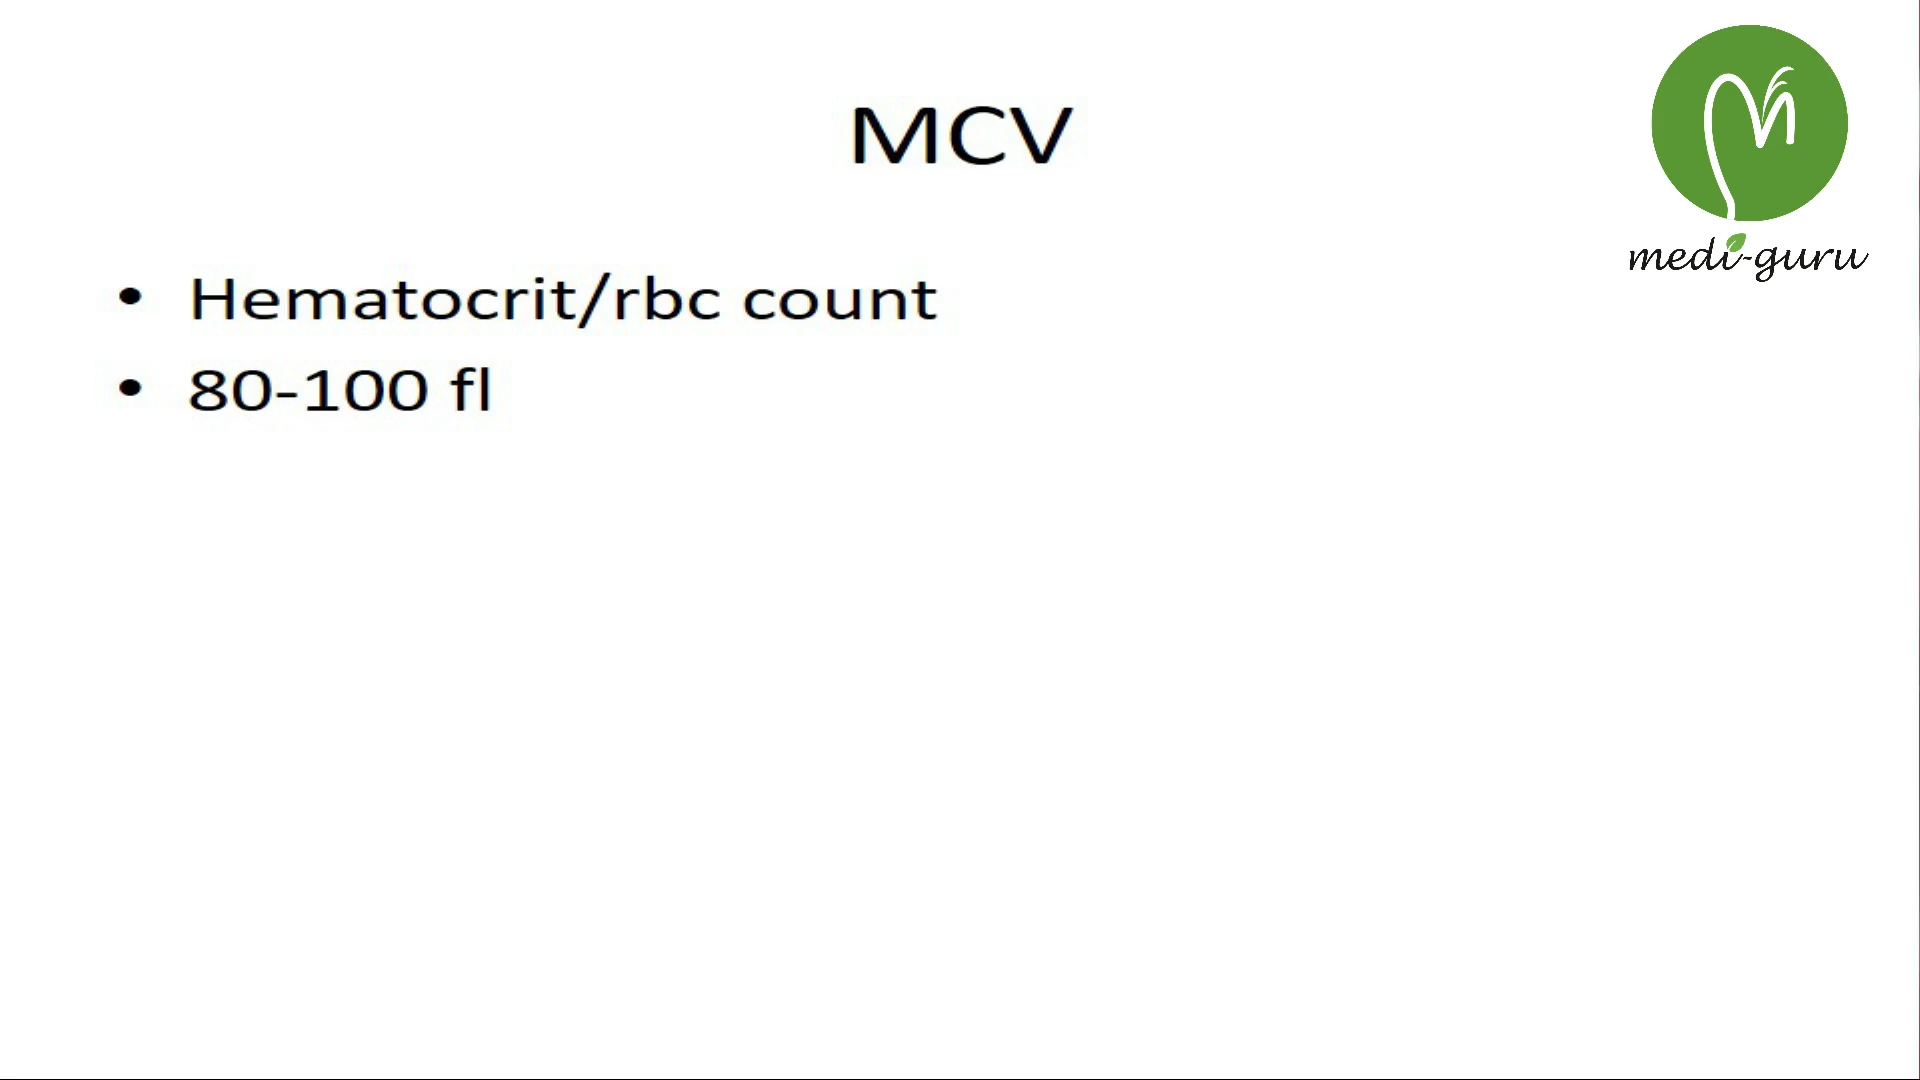 MCV
medi-guru
• Hematocrit/rbc count
• 80-100 fl